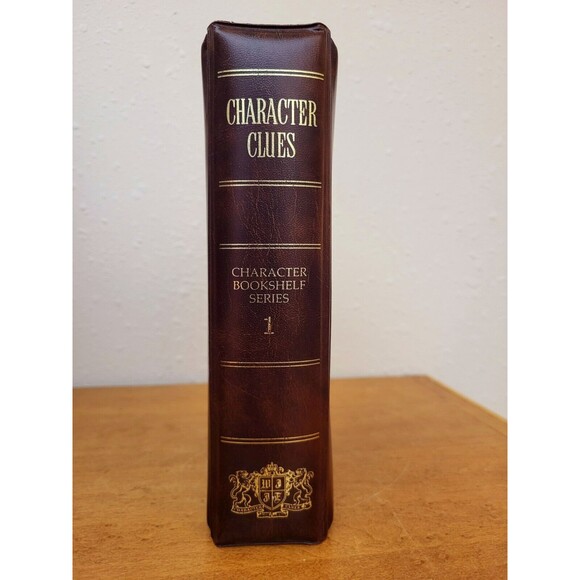 CHARACTER
CLUES
CHARACTER
BOOKSHELF
SERIES
1